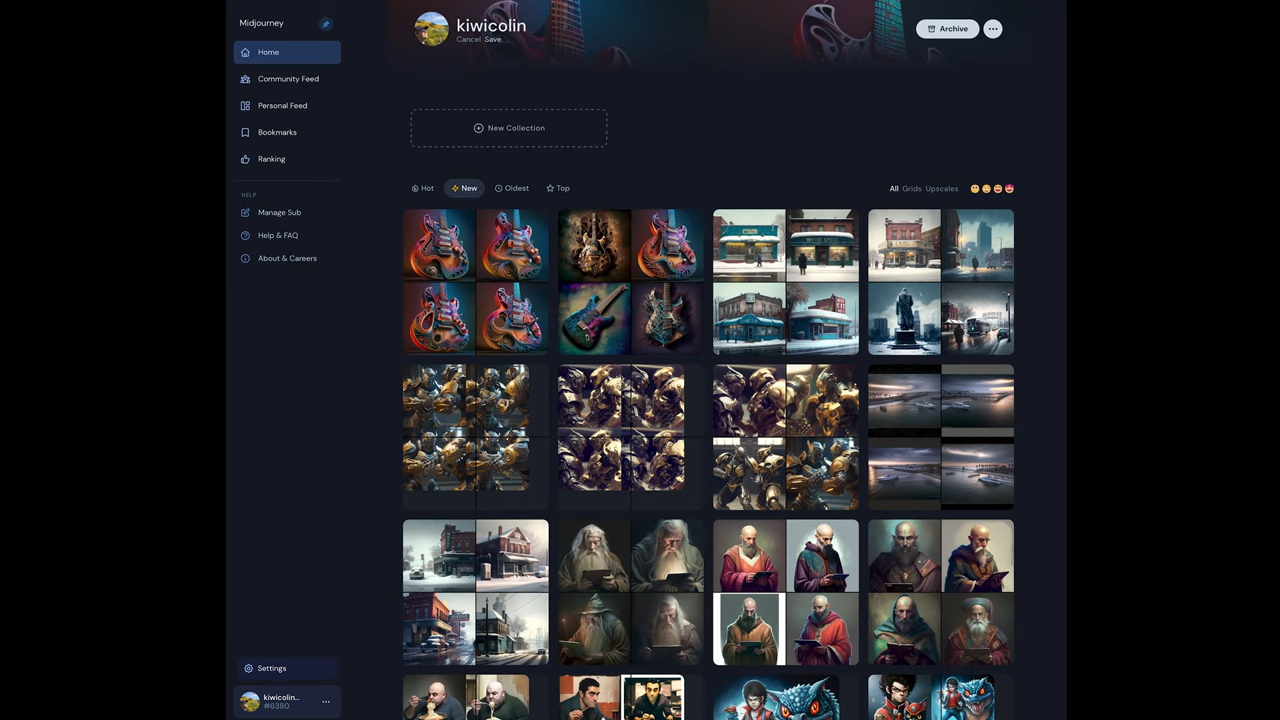 Midjourney
Home
Community Feed
Personal Feed
Bookmarks
Ranking
HELP
Manage Sub
Help & FAQ
About & Careers
Settings
kiwicolin...
#6380
kiwicolin
Cancel Save
Archive
New Collection
Hot New Oldest Top
All Grids Upscales